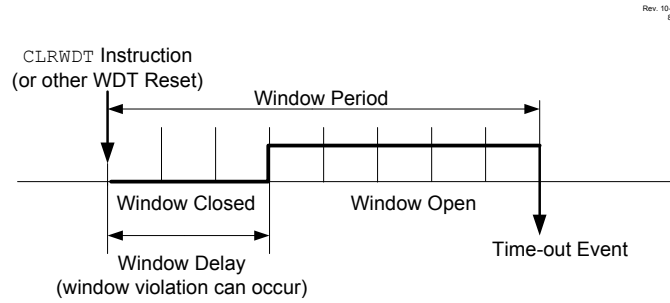 Rev. 10-
8
CLRWDT Instruction
(or other WDT Reset)
Window Period
Window Closed
Window Open
Window Delay
(window violation can occur)
Time-out Event